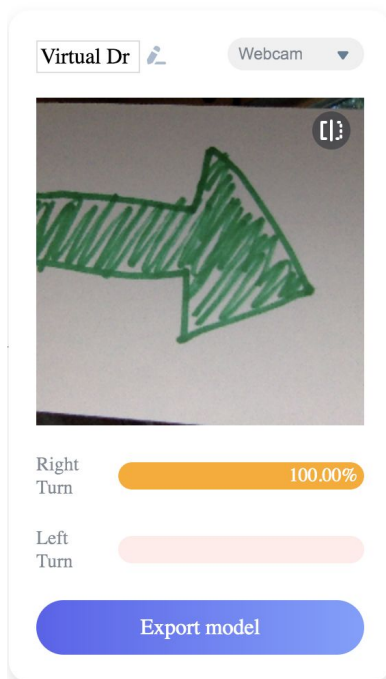 Virtual Dr
Webcam
Right
Turn
100.00%
Left
Turn
Export model